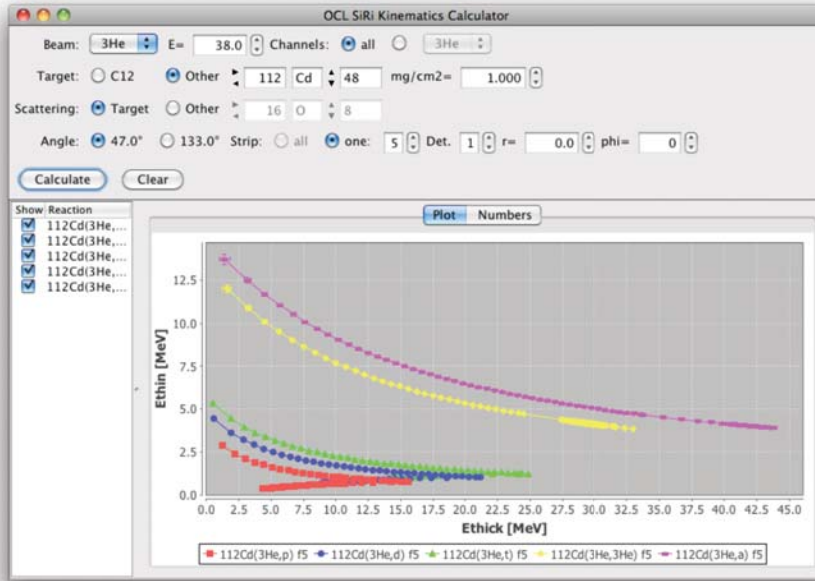 OCL SiRi Kinematics Calculator
Beam: 3He E= 38.0 Channels: all 3He
Target: C12 Other 112 Cd 48 mg/cm2= 1.000
Scattering: Target Other 16 O 8
Angle: 47.0° 133.0° Strip: all one: 5 Det. 1 r= 0.0 phi= 0
Calculate Clear
Show Reaction
112Cd(3He,...
112Cd(3He,...
112Cd(3He,...
112Cd(3He,...
112Cd(3He,...
Plot Numbers
Ethin [MeV]
12.5
10.0
7.5
5.0
2.5
0.0
0.0 2.5 5.0 7.5 10.0 12.5 15.0 17.5 20.0 22.5 25.0 27.5 30.0 32.5 35.0 37.5 40.0 42.5 45.0
Ethick [MeV]
112Cd(3He,p) f5 112Cd(3He,d) f5 112Cd(3He,t) f5 112Cd(3He,3He) f5 112Cd(3He,a) f5